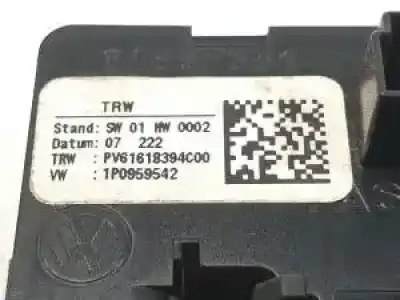 TRW
Stand: SW 01 HW 0002
Datum: 07 222
TRW : PV61618394C00
VW : 1P0959542